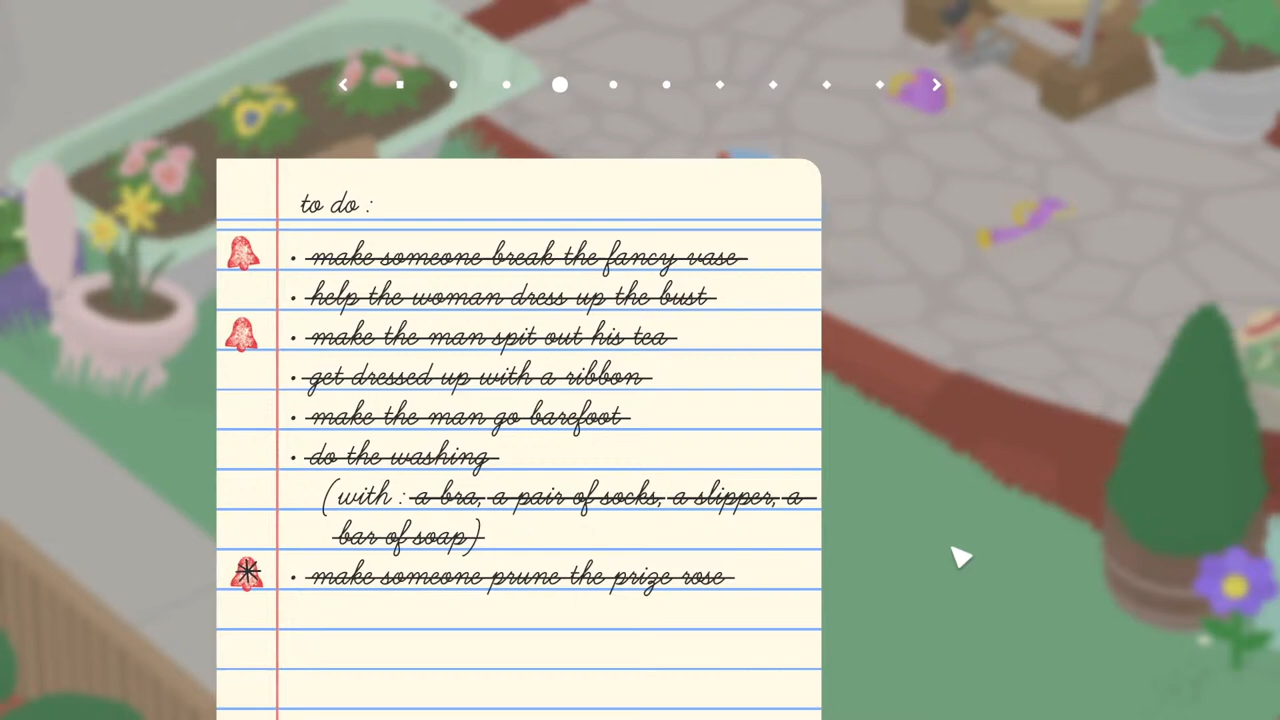 to do :
• make someone break the fancy vase
• help the woman dress up the bust
• make the man spit out his tea
• get dressed up with a ribbon
• make the man go barefoot
• do the washing
(with : a bra, a pair of socks, a slipper, a
bar of soap)
• make someone prune the prize rose